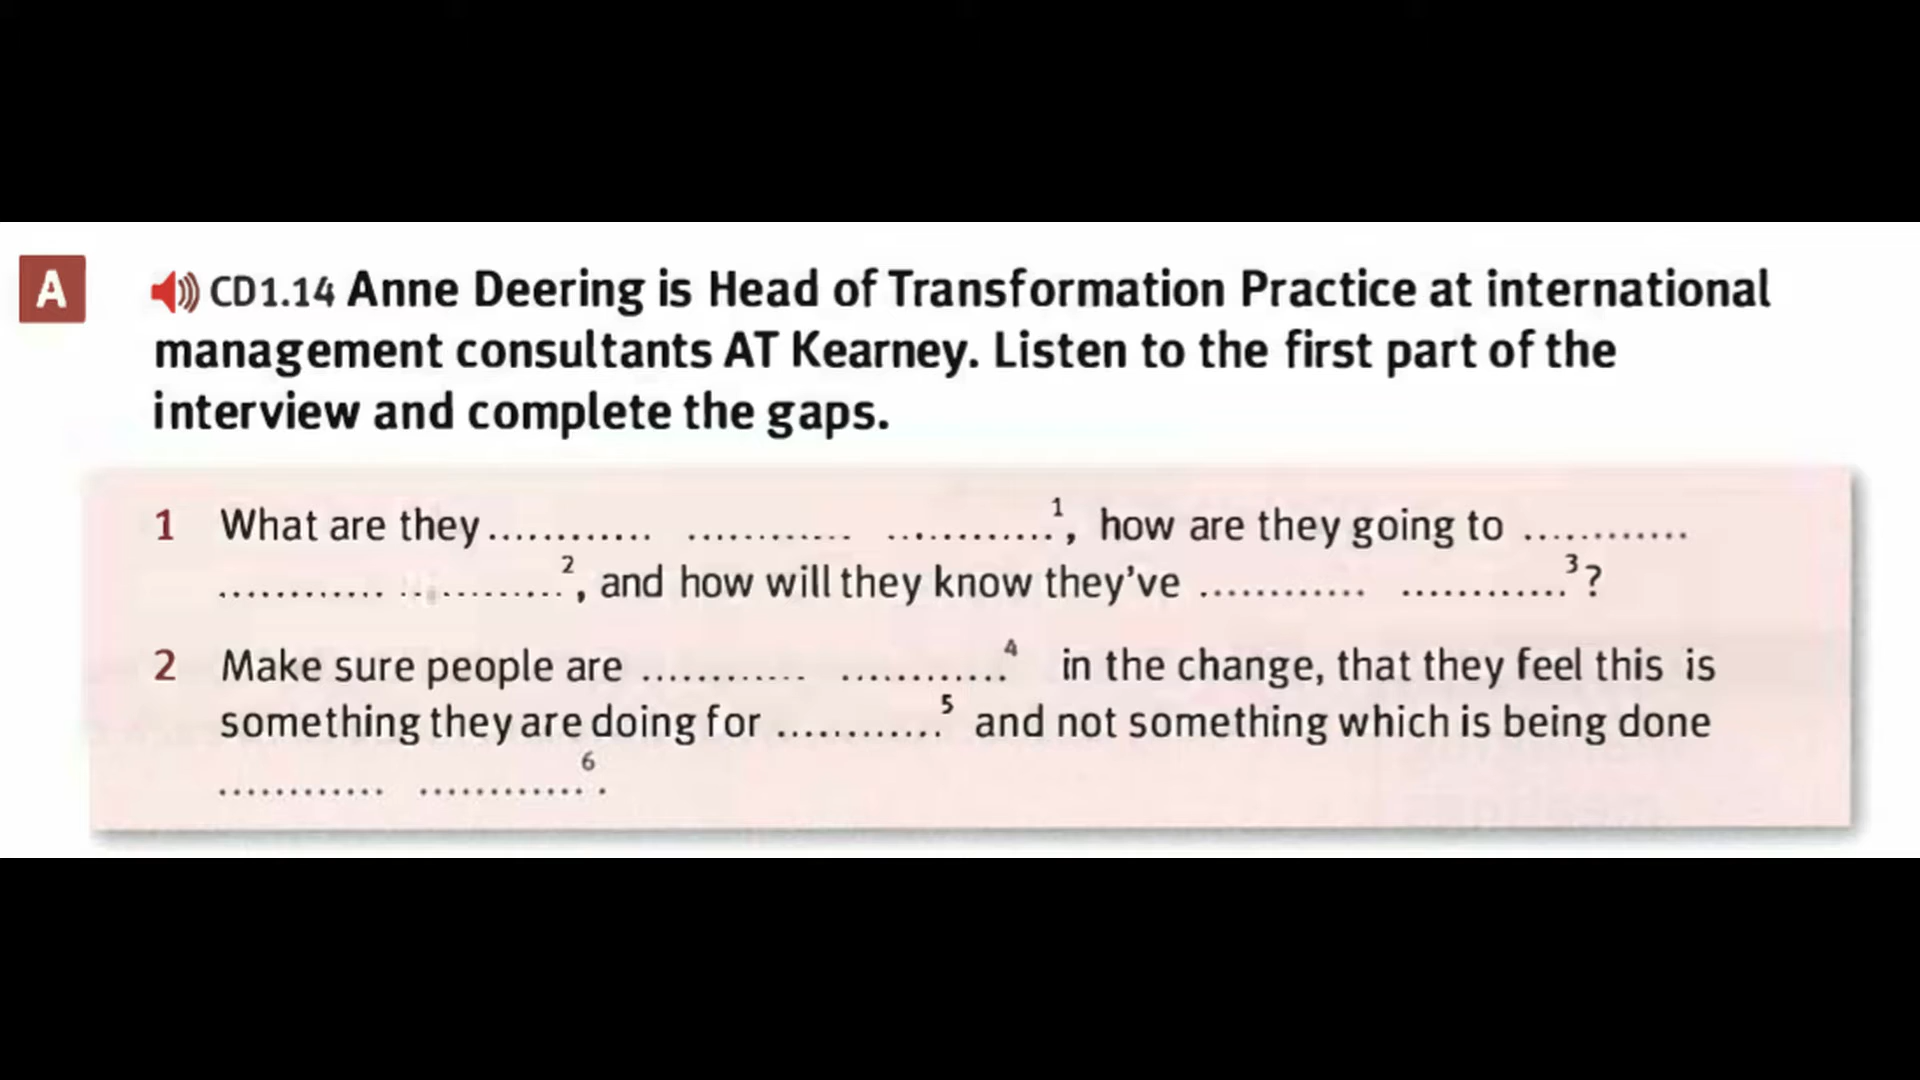 A CD1.14 Anne Deering is Head of Transformation Practice at international
management consultants AT Kearney. Listen to the first part of the
interview and complete the gaps.
1 What are they ............ ............ ............¹, how are they going to ............
............ ............², and how will they know they've ............ ............³?
2 Make sure people are ............ ............⁴ in the change, that they feel this is
something they are doing for ............⁵ and not something which is being done
............ ............⁶.